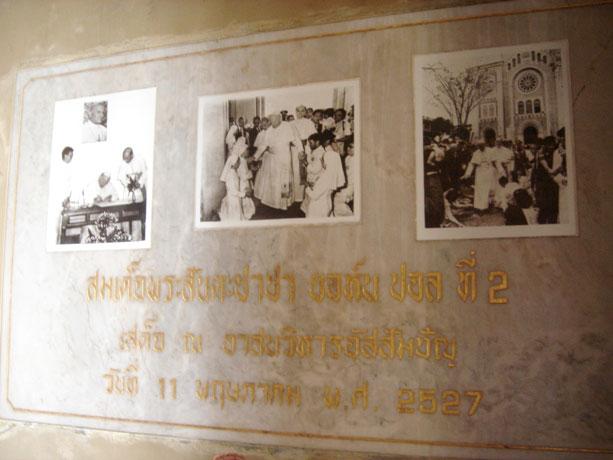 สมเด็จพระสันตะปาปา ยอห์น ปอล ที่ 2
เสด็จ ณ อาสนวิหารอัสสัมชัญ
วันที่ 11 พฤษภาคม พ.ศ. 2527